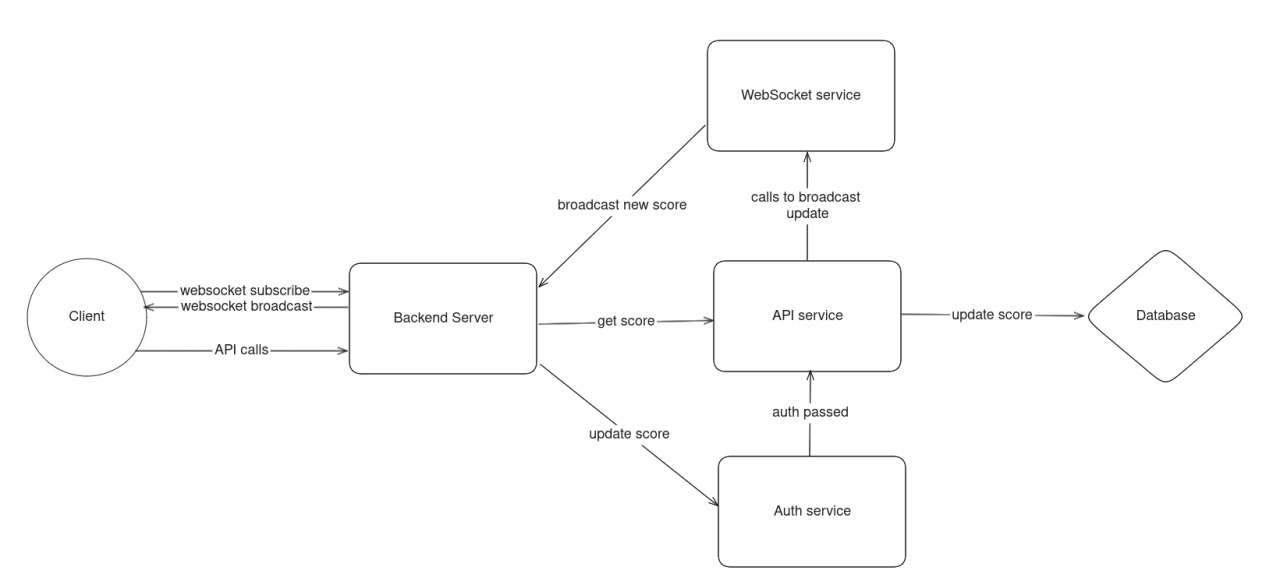 WebSocket service
broadcast new score
calls to broadcast
update
websocket subscribe
websocket broadcast
Client
Backend Server
get score
API service
update score
Database
API calls
auth passed
update score
Auth service